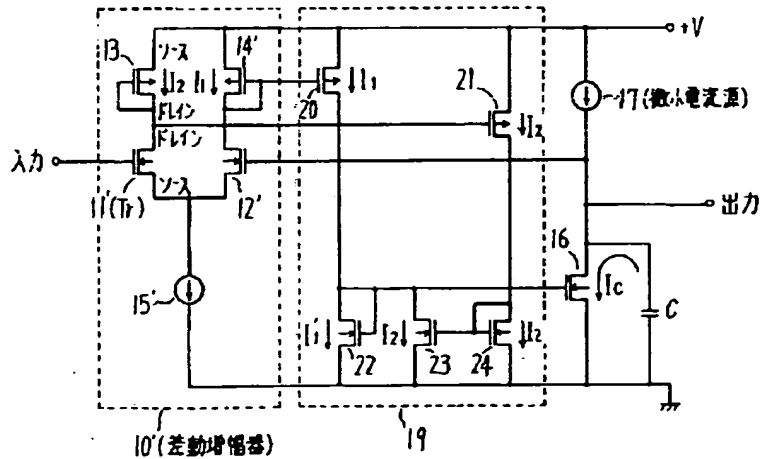 +V
13
ソース
14'
I2
I1
20
I1
21
ドレイン
ドレイン
I2
17(微小電流源)
入力
11'(Tr)
ソース
12'
出力
16
15'
Ic
C
I1'
I2
I2
22
23
24
10'(差動増幅器)
19